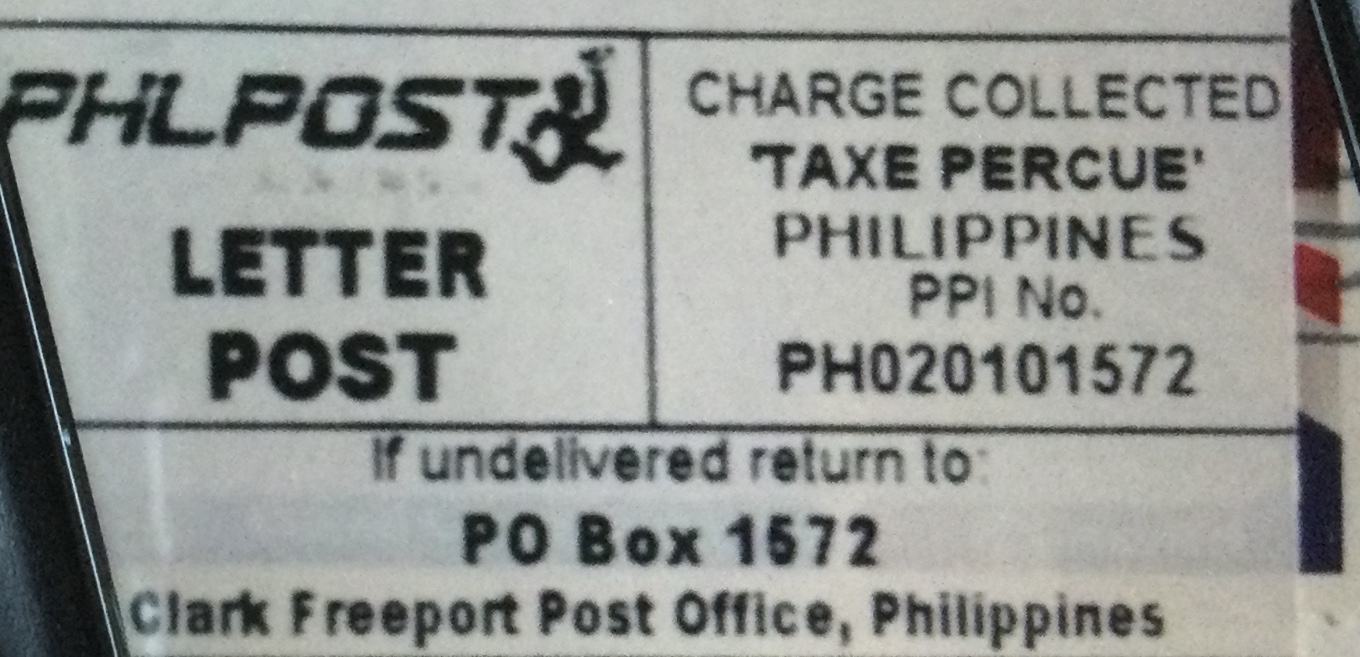 PHLPOST
LETTER
POST
CHARGE COLLECTED
'TAXE PERCUE'
PHILIPPINES
PPI No.
PH020101572
If undelivered return to:
PO Box 1572
Clark Freeport Post Office, Philippines